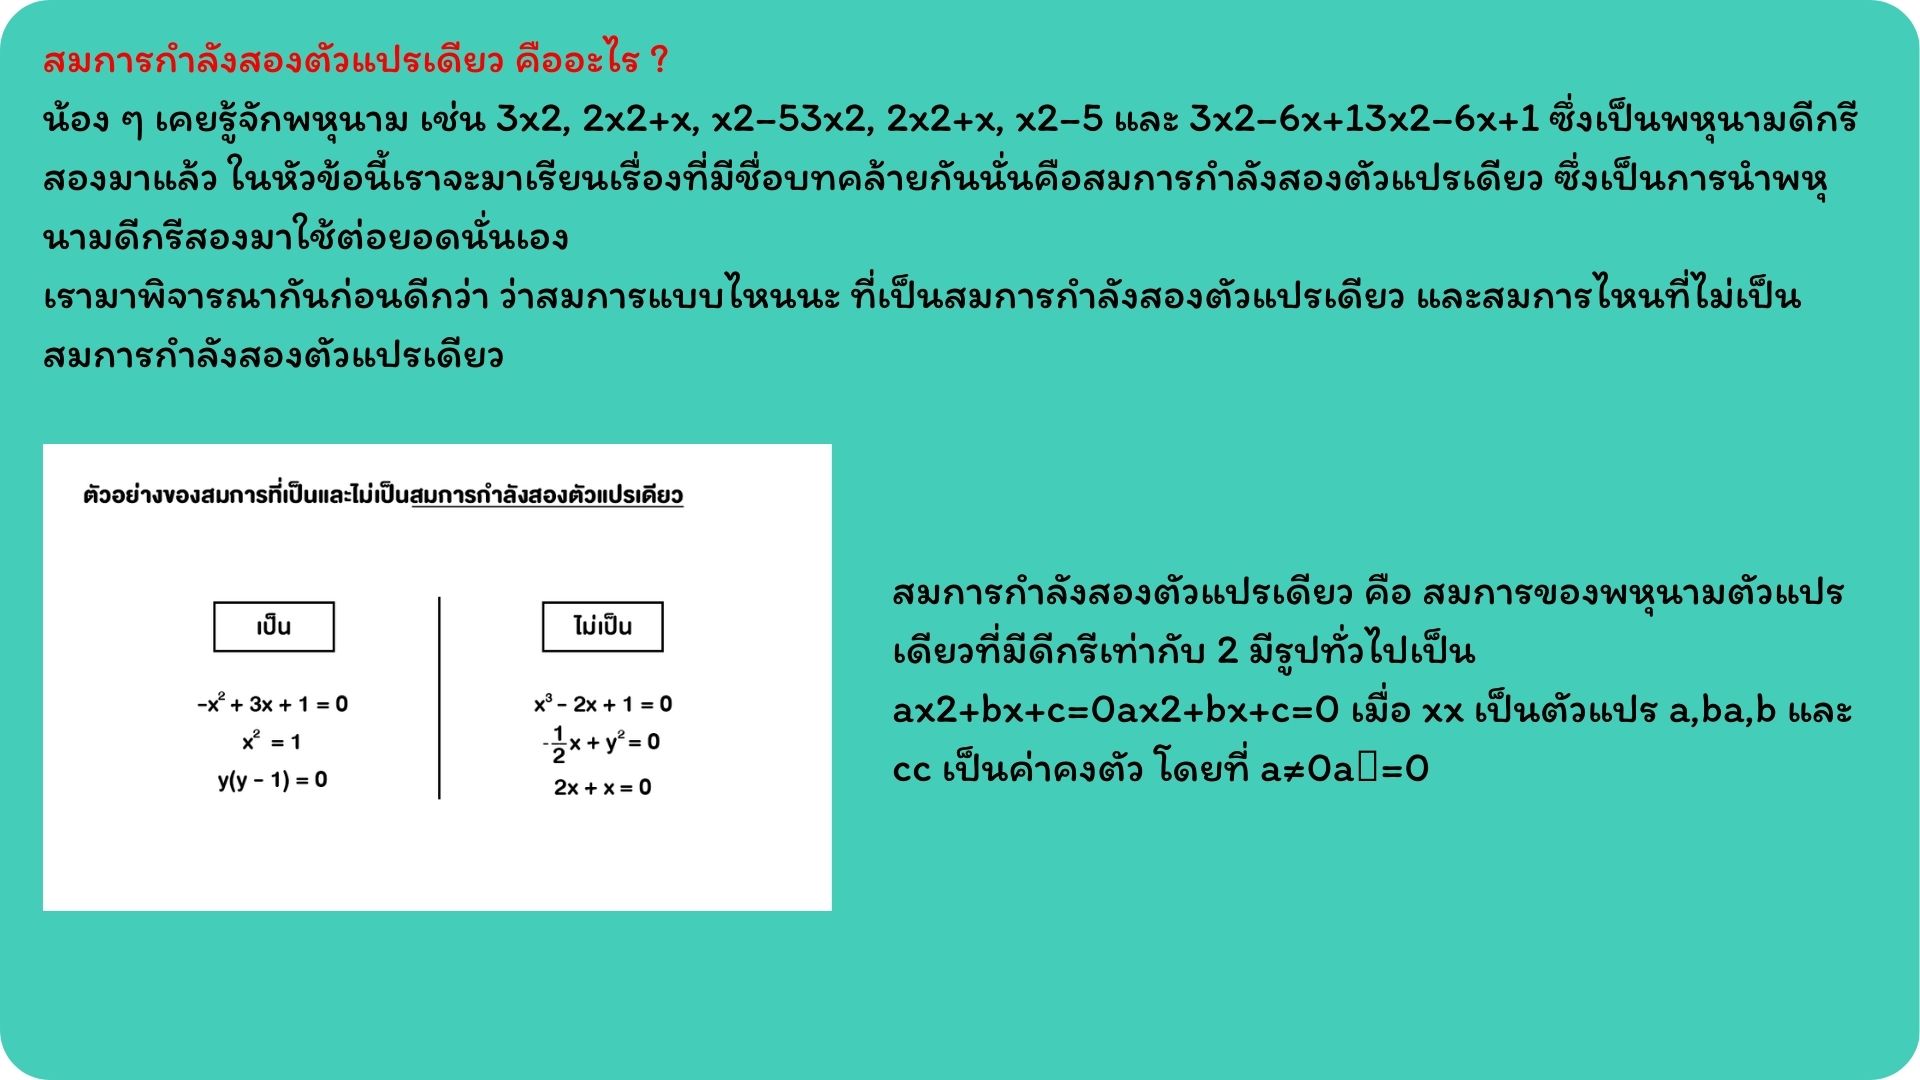 สมการกำลังสองตัวแปรเดียว คืออะไร ?
น้อง ๆ เคยรู้จักพหุนาม เช่น 3x2, 2x2+x, x2−53x2, 2x2+x, x2−5 และ 3x2−6x+13x2−6x+1 ซึ่งเป็นพหุนามดีกรี
สองมาแล้ว ในหัวข้อนี้เราจะมาเรียนเรื่องที่มีชื่อบทคล้ายกันนั่นคือสมการกำลังสองตัวแปรเดียว ซึ่งเป็นการนำพหุ
นามดีกรีสองมาใช้ต่อยอดนั่นเอง
เรามาพิจารณากันก่อนดีกว่า ว่าสมการแบบไหนนะ ที่เป็นสมการกำลังสองตัวแปรเดียว และสมการไหนที่ไม่เป็น
สมการกำลังสองตัวแปรเดียว
ตัวอย่างของสมการที่เป็นและไม่เป็นสมการกำลังสองตัวแปรเดียว
เป็น
-x² + 3x + 1 = 0
x² = 1
y(y - 1) = 0
ไม่เป็น
x³ - 2x + 1 = 0
-1/2x + y² = 0
2x + x = 0
สมการกำลังสองตัวแปรเดียว คือ สมการของพหุนามตัวแปร
เดียวที่มีดีกรีเท่ากับ 2 มีรูปทั่วไปเป็น
ax2+bx+c=0ax2+bx+c=0 เมื่อ xx เป็นตัวแปร a,ba,b และ
cc เป็นค่าคงตัว โดยที่ a≠0a▯=0